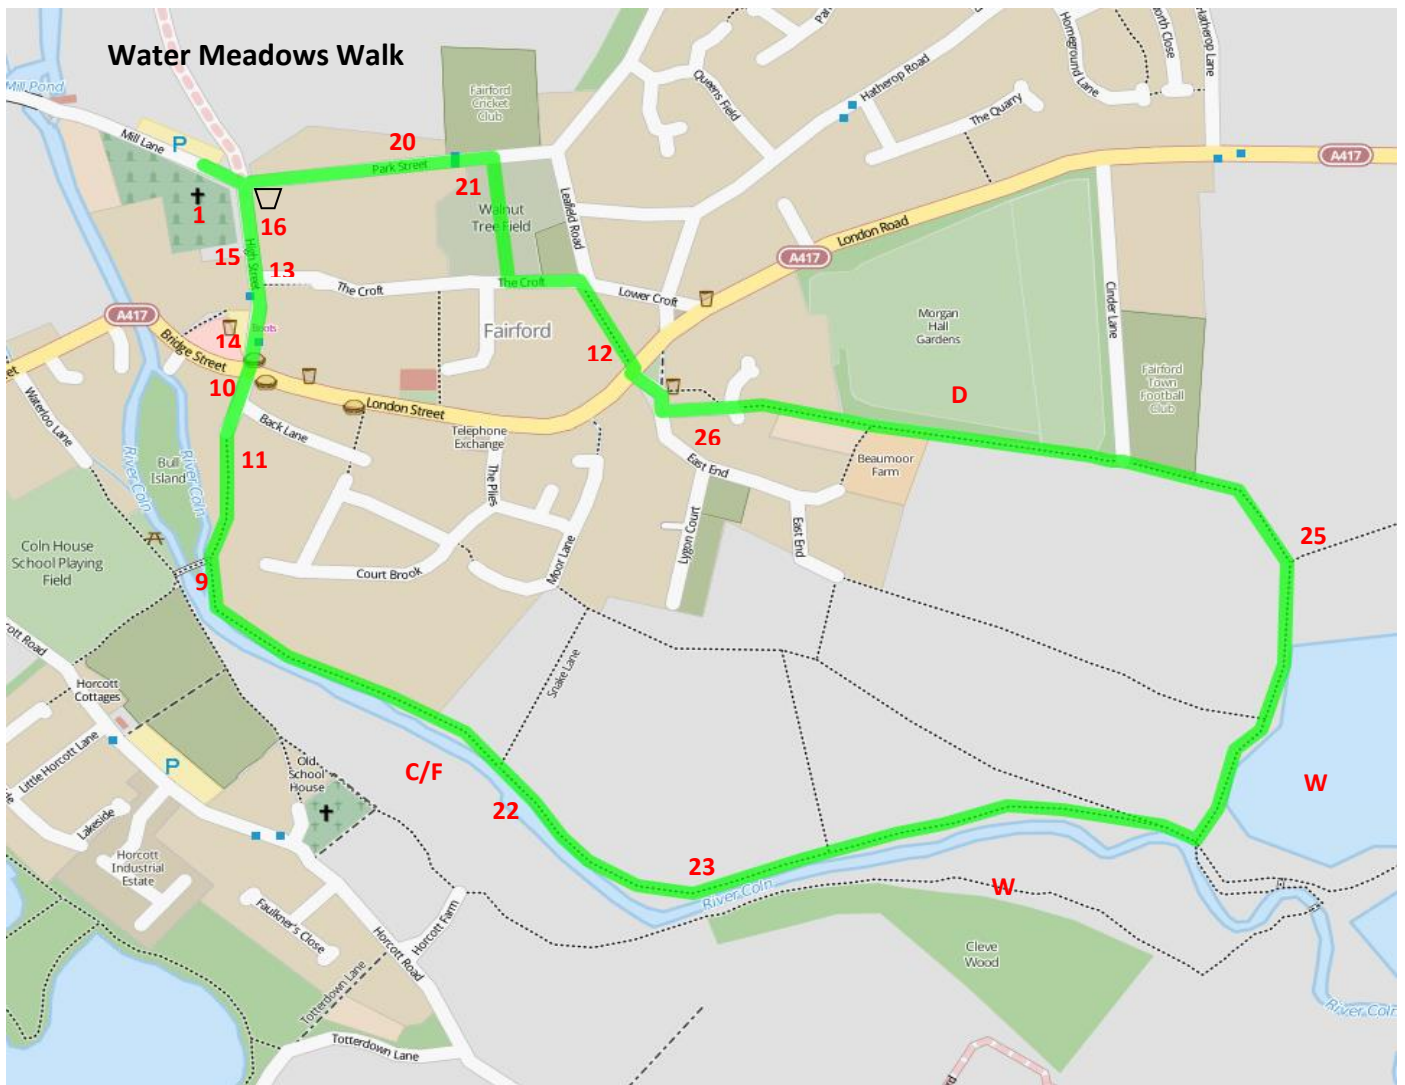 Water Meadows Walk
Mill Pond
Mill Lane
P
Fairford
Cricket
Club
Queens Field
Hatherop Road
Homeground Lane
North Close
Hatherop Lane
The Quarry
A417
20
Park Street
21
Walnut
Tree Field
Leafield Road
1
16
15
High Street
13
The Croft
The Croft
Lower Croft
London Road
A417
A417
Fairford
Morgan
Hall
Gardens
Cinder Lane
Boots
14
Bridge Street
12
10
London Street
D
Fairford
Town
Football
Club
Waterloo Lane
Back Lane
Telephone
Exchange
26
East End
Beaumoor
Farm
11
Bull
Island
River Coln
River Coln
The Plies
Lygon Court
East End
25
Coln House
School Playing
Field
9
Court Brook
Moor Lane
Snake Lane
Horcott
Cottages
Little Horcott Lane
P
Old
School
House
C/F
22
W
Lakeside
Horcott
Industrial
Estate
23
River Coln
W
Faulkner's Close
Horcott Road
Horcott Farm
Cleve
Wood
Totterdown Lane
Totterdown Lane
River Coln